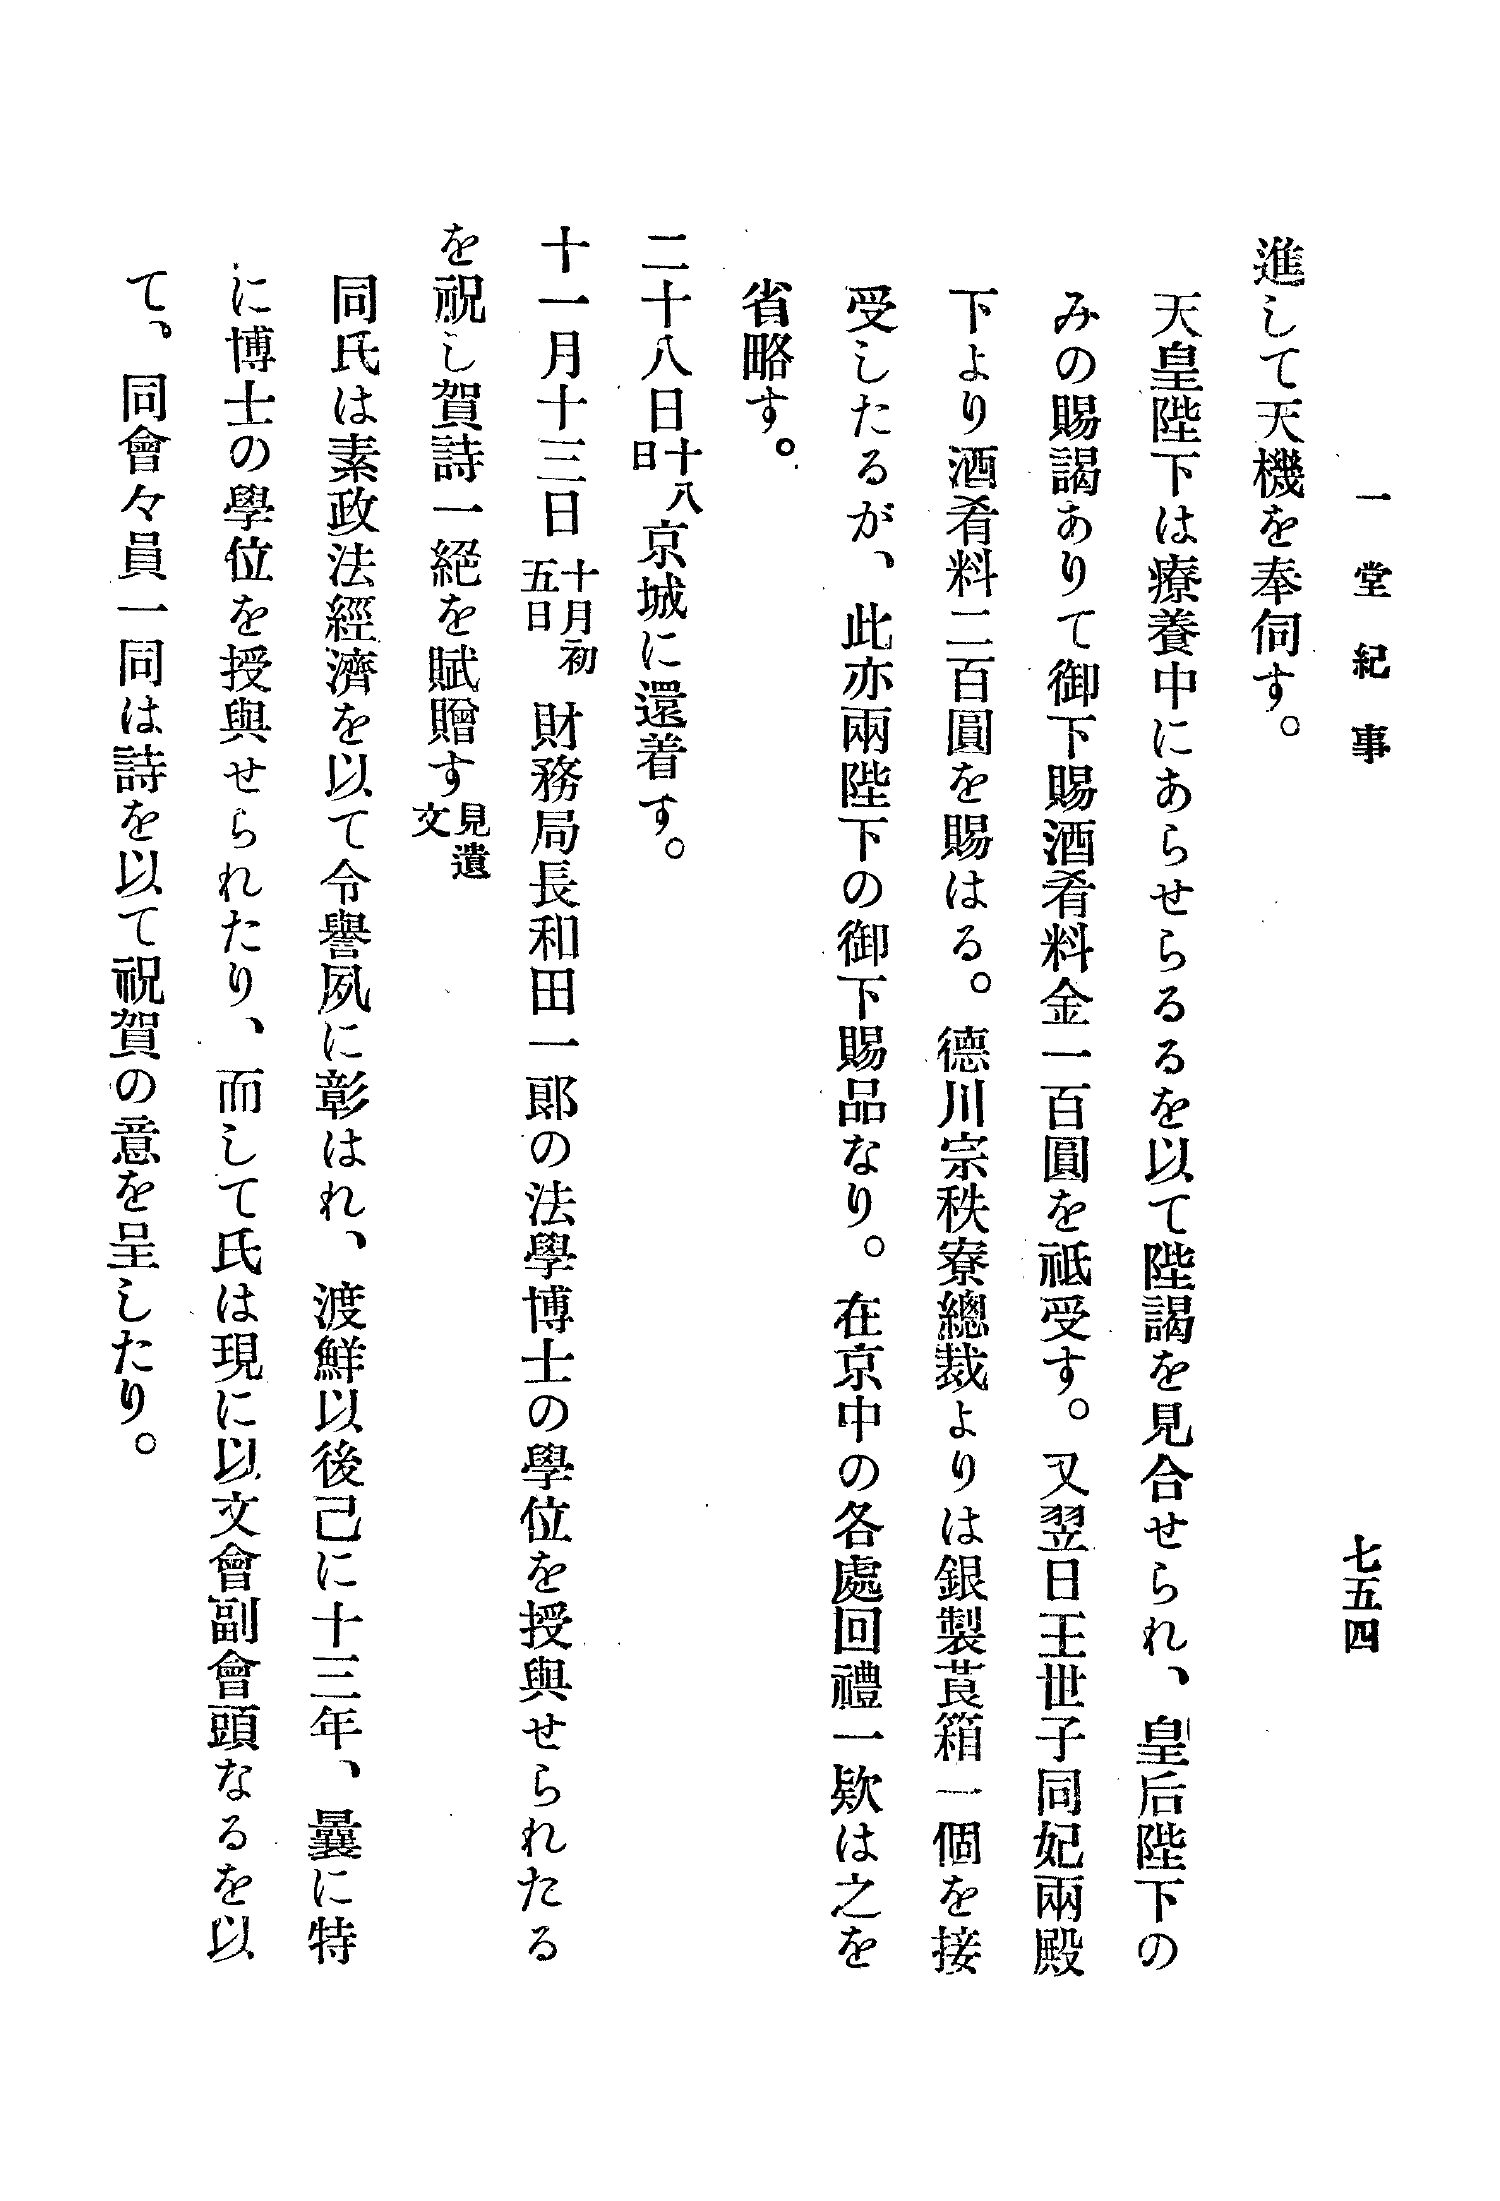 一堂紀事
七五四
進して天機を奉伺す。
天皇陛下は療養中にあらせらるるを以て陛謁を見合せられ、皇后陛下の
みの賜謁ありて御下賜酒肴料金一百圓を祗受す。又翌日王世子同妃兩殿
下より酒肴料二百圓を賜はる。德川宗秩寮總裁よりは銀製莨箱一個を接
受したるが、此亦兩陛下の御下賜品なり。在京中の各處回禮一欵は之を
省略す。
二十八日十八日京城に還着す。
十一月十三日十月初五日財務局長和田一郎の法學博士の學位を授與せられたる
を祝し賀詩一絕を賦贈す見遺文
同氏は素政法經濟を以て令譽夙に彰はれ、渡鮮以後己に十三年、曩に特
に博士の學位を授與せられたり、而して氏は現に以文會副會頭なるを以
て、同會々員一同は詩を以て祝賀の意を呈したり。